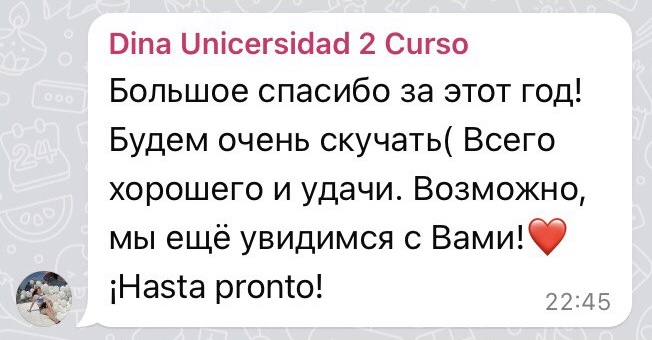 Dina Unicersidad 2 Curso
Большое спасибо за этот год!
Будем очень скучать( Всего
хорошего и удачи. Возможно,
мы ещё увидимся с Вами!❤️
¡Hasta pronto!
22:45
24